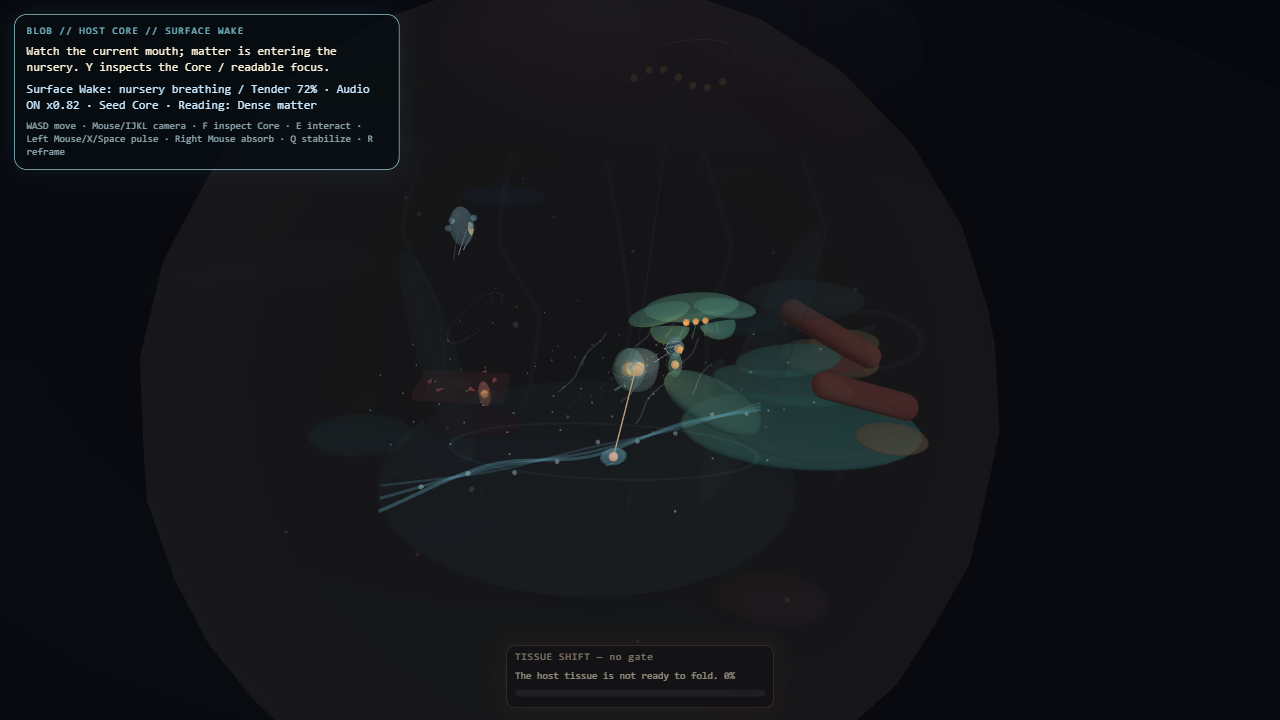 BLOB // HOST CORE // SURFACE WAKE
Watch the current mouth; matter is entering the
nursery. Y inspects the Core / readable focus.
Surface Wake: nursery breathing / Tender 72% · Audio
ON x0.82 · Seed Core · Reading: Dense matter
WASD move · Mouse/IJKL camera · F inspect Core · E interact ·
Left Mouse/X/Space pulse · Right Mouse absorb · Q stabilize · R
reframe
TISSUE SHIFT — no gate
The host tissue is not ready to fold. 0%